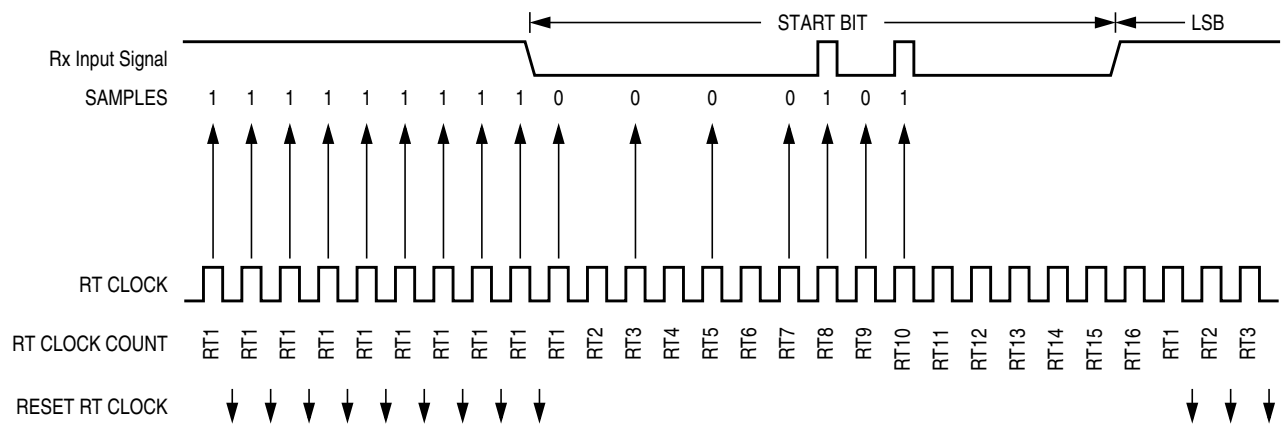 START BIT LSB
Rx Input Signal
SAMPLES 1 1 1 1 1 1 1 1 1 0 0 0 0 1 0 1
RT CLOCK
RT CLOCK COUNT RT1 RT1 RT1 RT1 RT1 RT1 RT1 RT1 RT1 RT1 RT2 RT3 RT4 RT5 RT6 RT7 RT8 RT9 RT10 RT11 RT12 RT13 RT14 RT15 RT16 RT1 RT2 RT3
RESET RT CLOCK